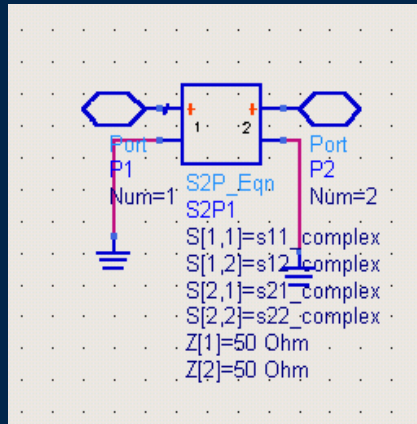 + +
1 2
Port Port
P1 P2
Num=1 Num=2
S2P_Eqn
S2P1
S[1,1]=s11_complex
S[1,2]=s12_complex
S[2,1]=s21_complex
S[2,2]=s22_complex
Z[1]=50 Ohm
Z[2]=50 Ohm